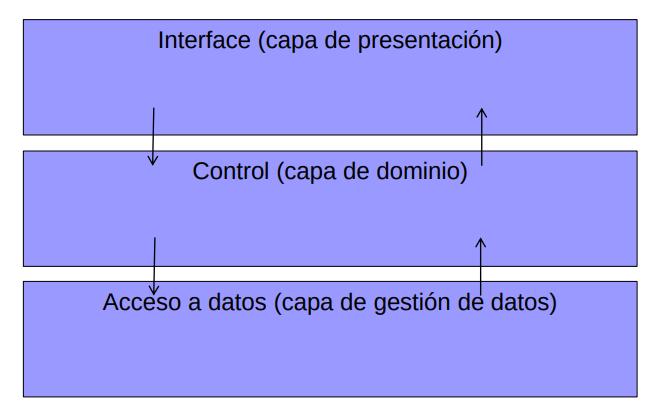 Interface (capa de presentación)
Control (capa de dominio)
Acceso a datos (capa de gestión de datos)